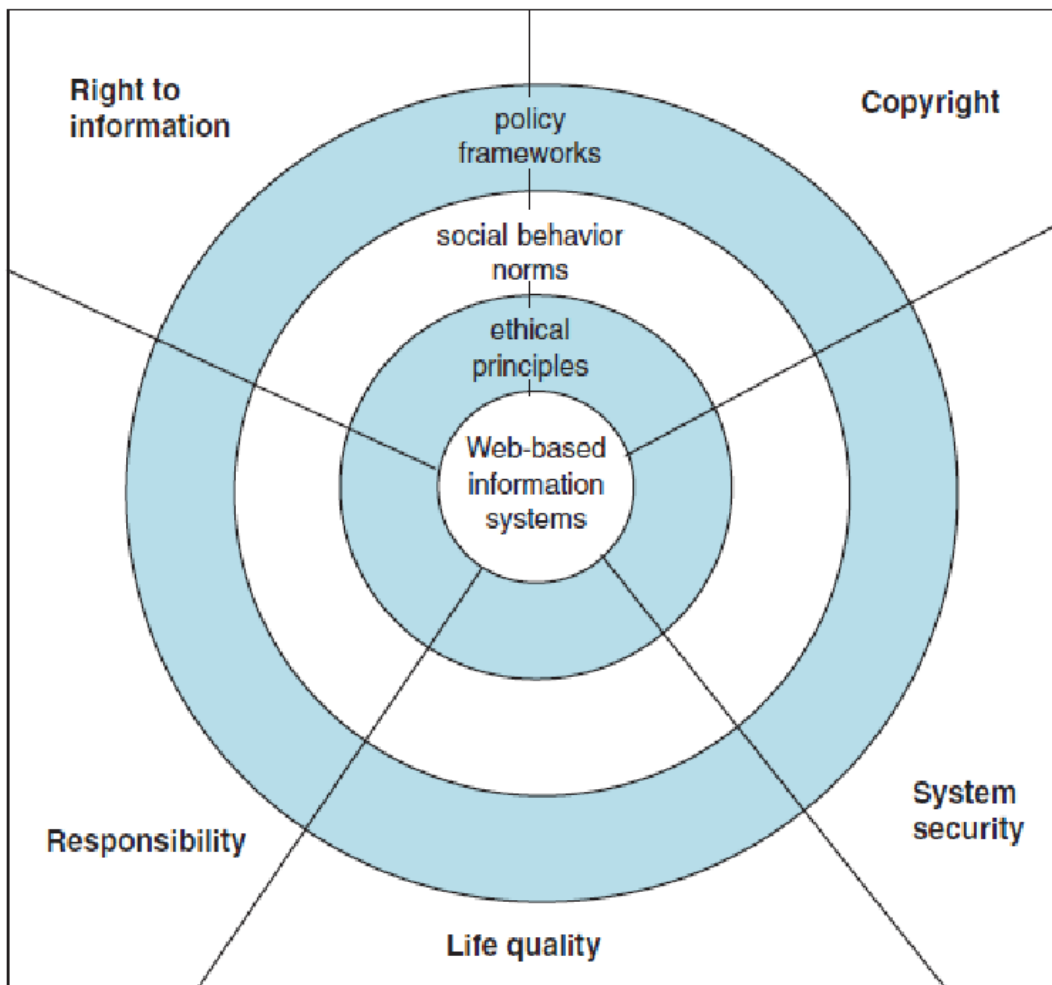 Right to
information
Copyright
policy
frameworks
social behavior
norms
ethical
principles
Web-based
information
systems
System
security
Responsibility
Life quality